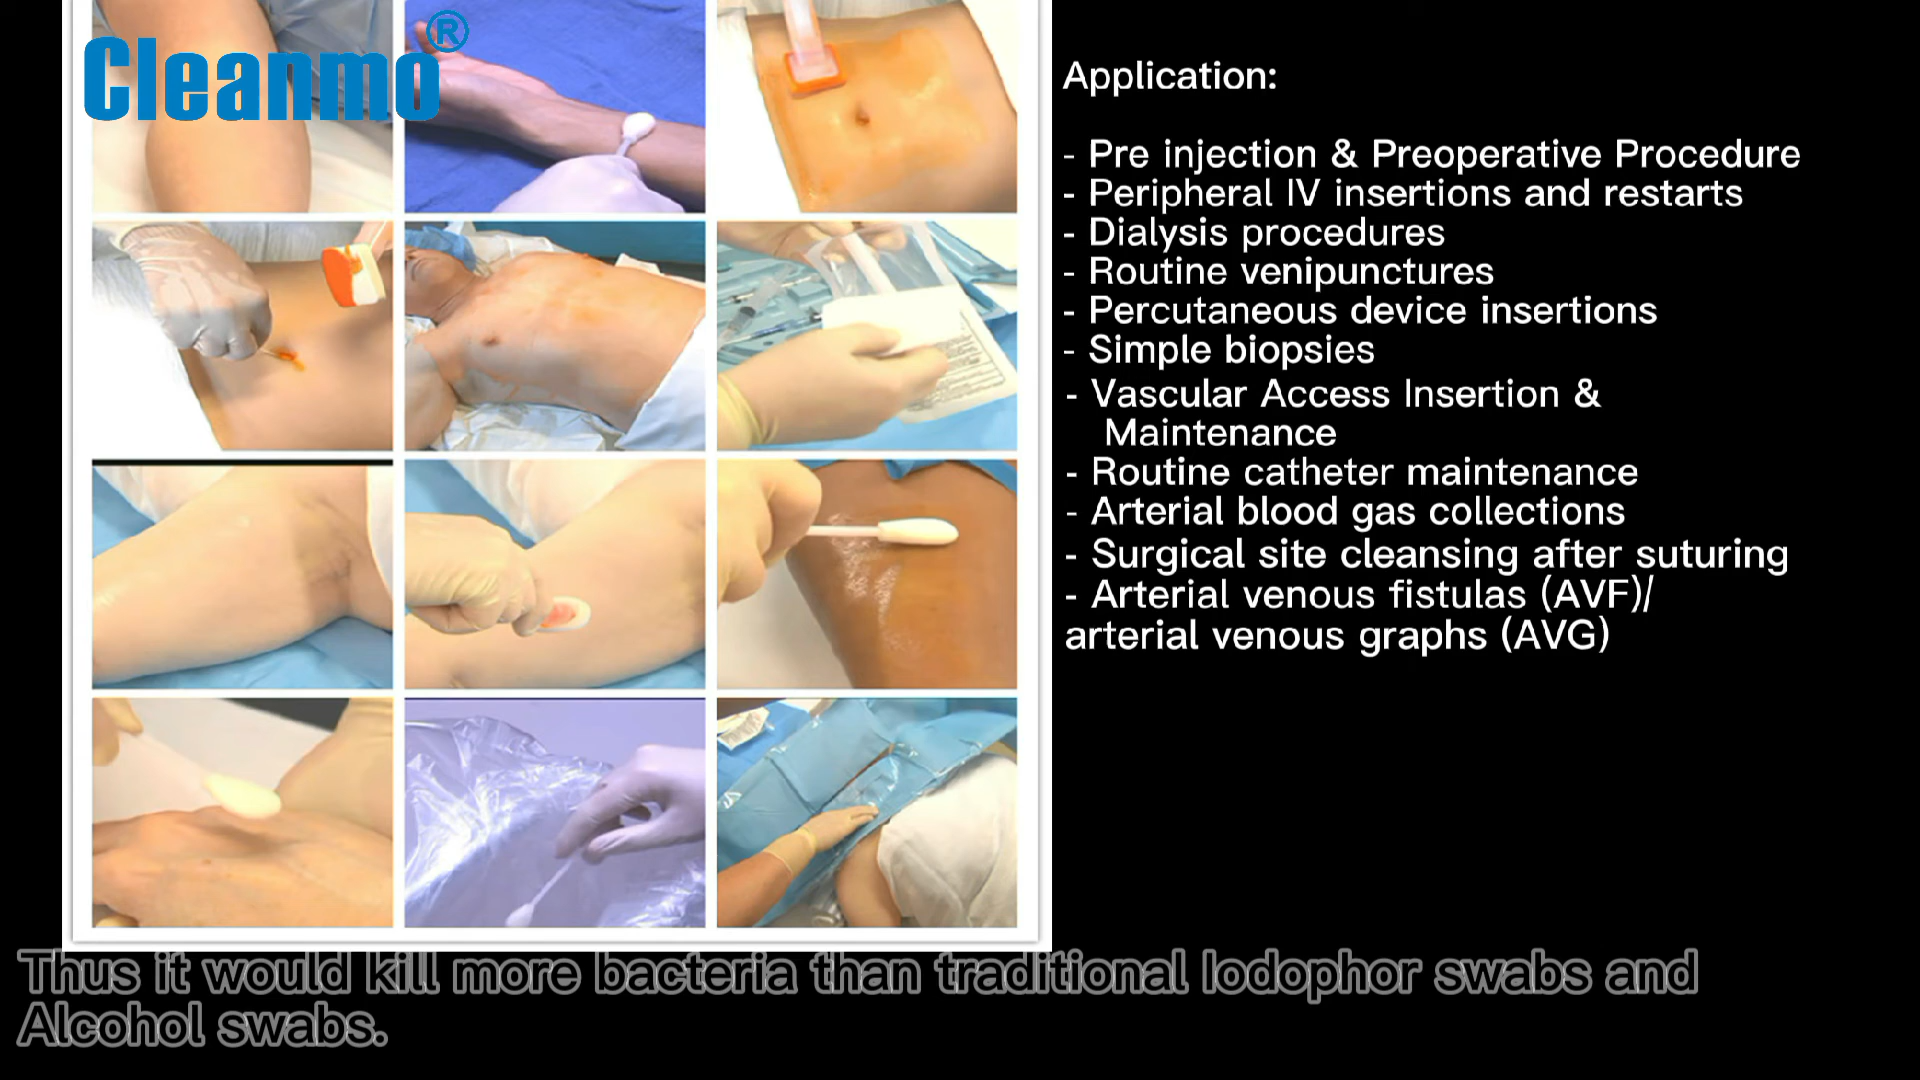 Cleanmo®
Application:
- Pre injection & Preoperative Procedure
- Peripheral IV insertions and restarts
- Dialysis procedures
- Routine venipunctures
- Percutaneous device insertions
- Simple biopsies
- Vascular Access Insertion &
Maintenance
- Routine catheter maintenance
- Arterial blood gas collections
- Surgical site cleansing after suturing
- Arterial venous fistulas (AVF)/
arterial venous graphs (AVG)
Thus it would kill more bacteria than traditional Iodophor swabs and
Alcohol swabs.